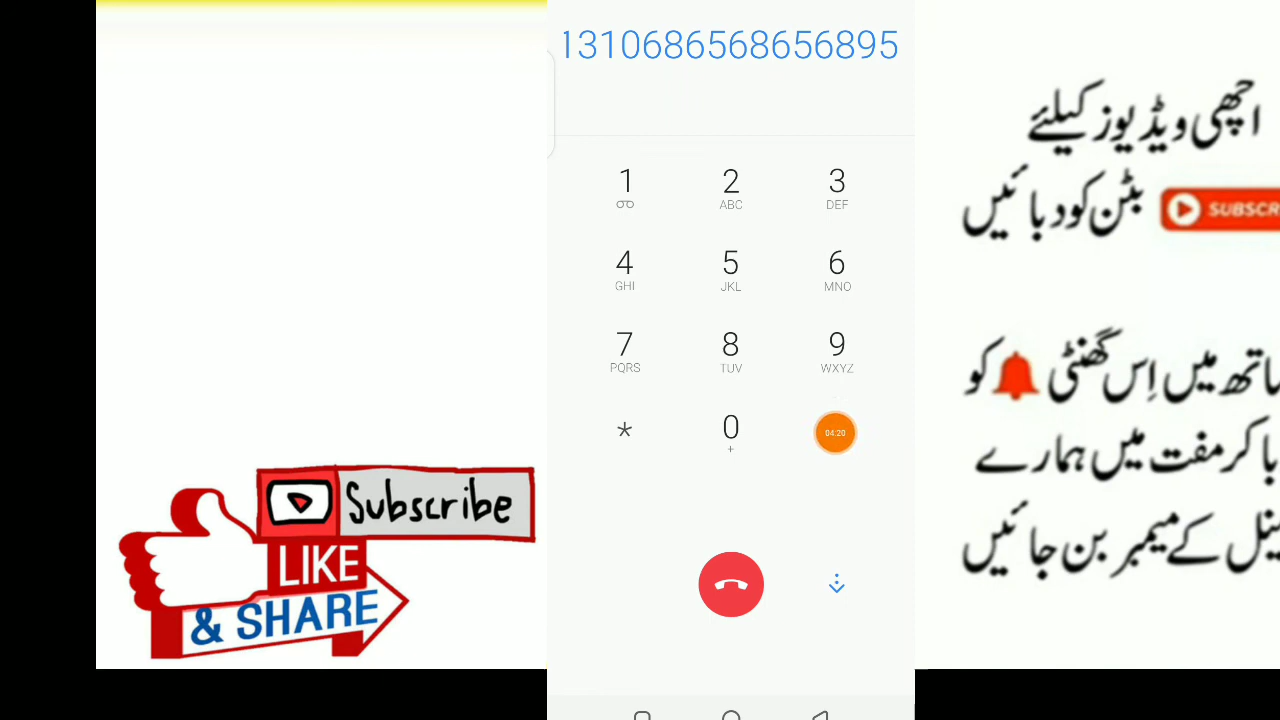 1310686568656895
1
2
ABC
3
DEF
4
GHI
5
JKL
6
MNO
7
PQRS
8
TUV
9
WXYZ
*
0
+
04:20
Subscribe
LIKE
& SHARE
اچھی ویڈیوز کیلئے
بٹن کو دبائیں
SUBSCR
میں اِس گھنٹی کو
کر مفت میں ہمارے
کے میمبر بن جائیں